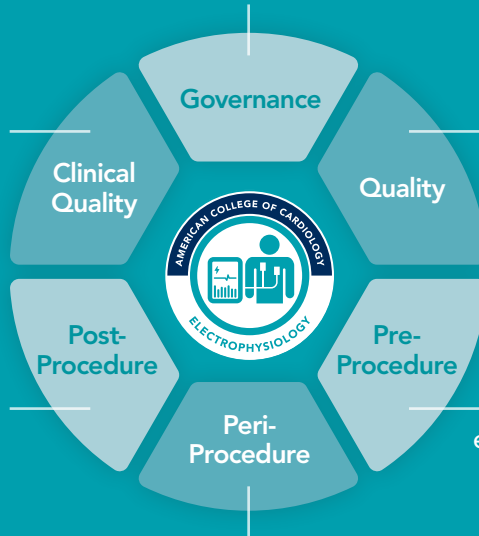 Governance
Clinical
Quality
Quality
AMERICAN COLLEGE OF CARDIOLOGY
ELECTROPHYSIOLOGY
Post-
Procedure
Pre-
Procedure
Peri-
Procedure
e